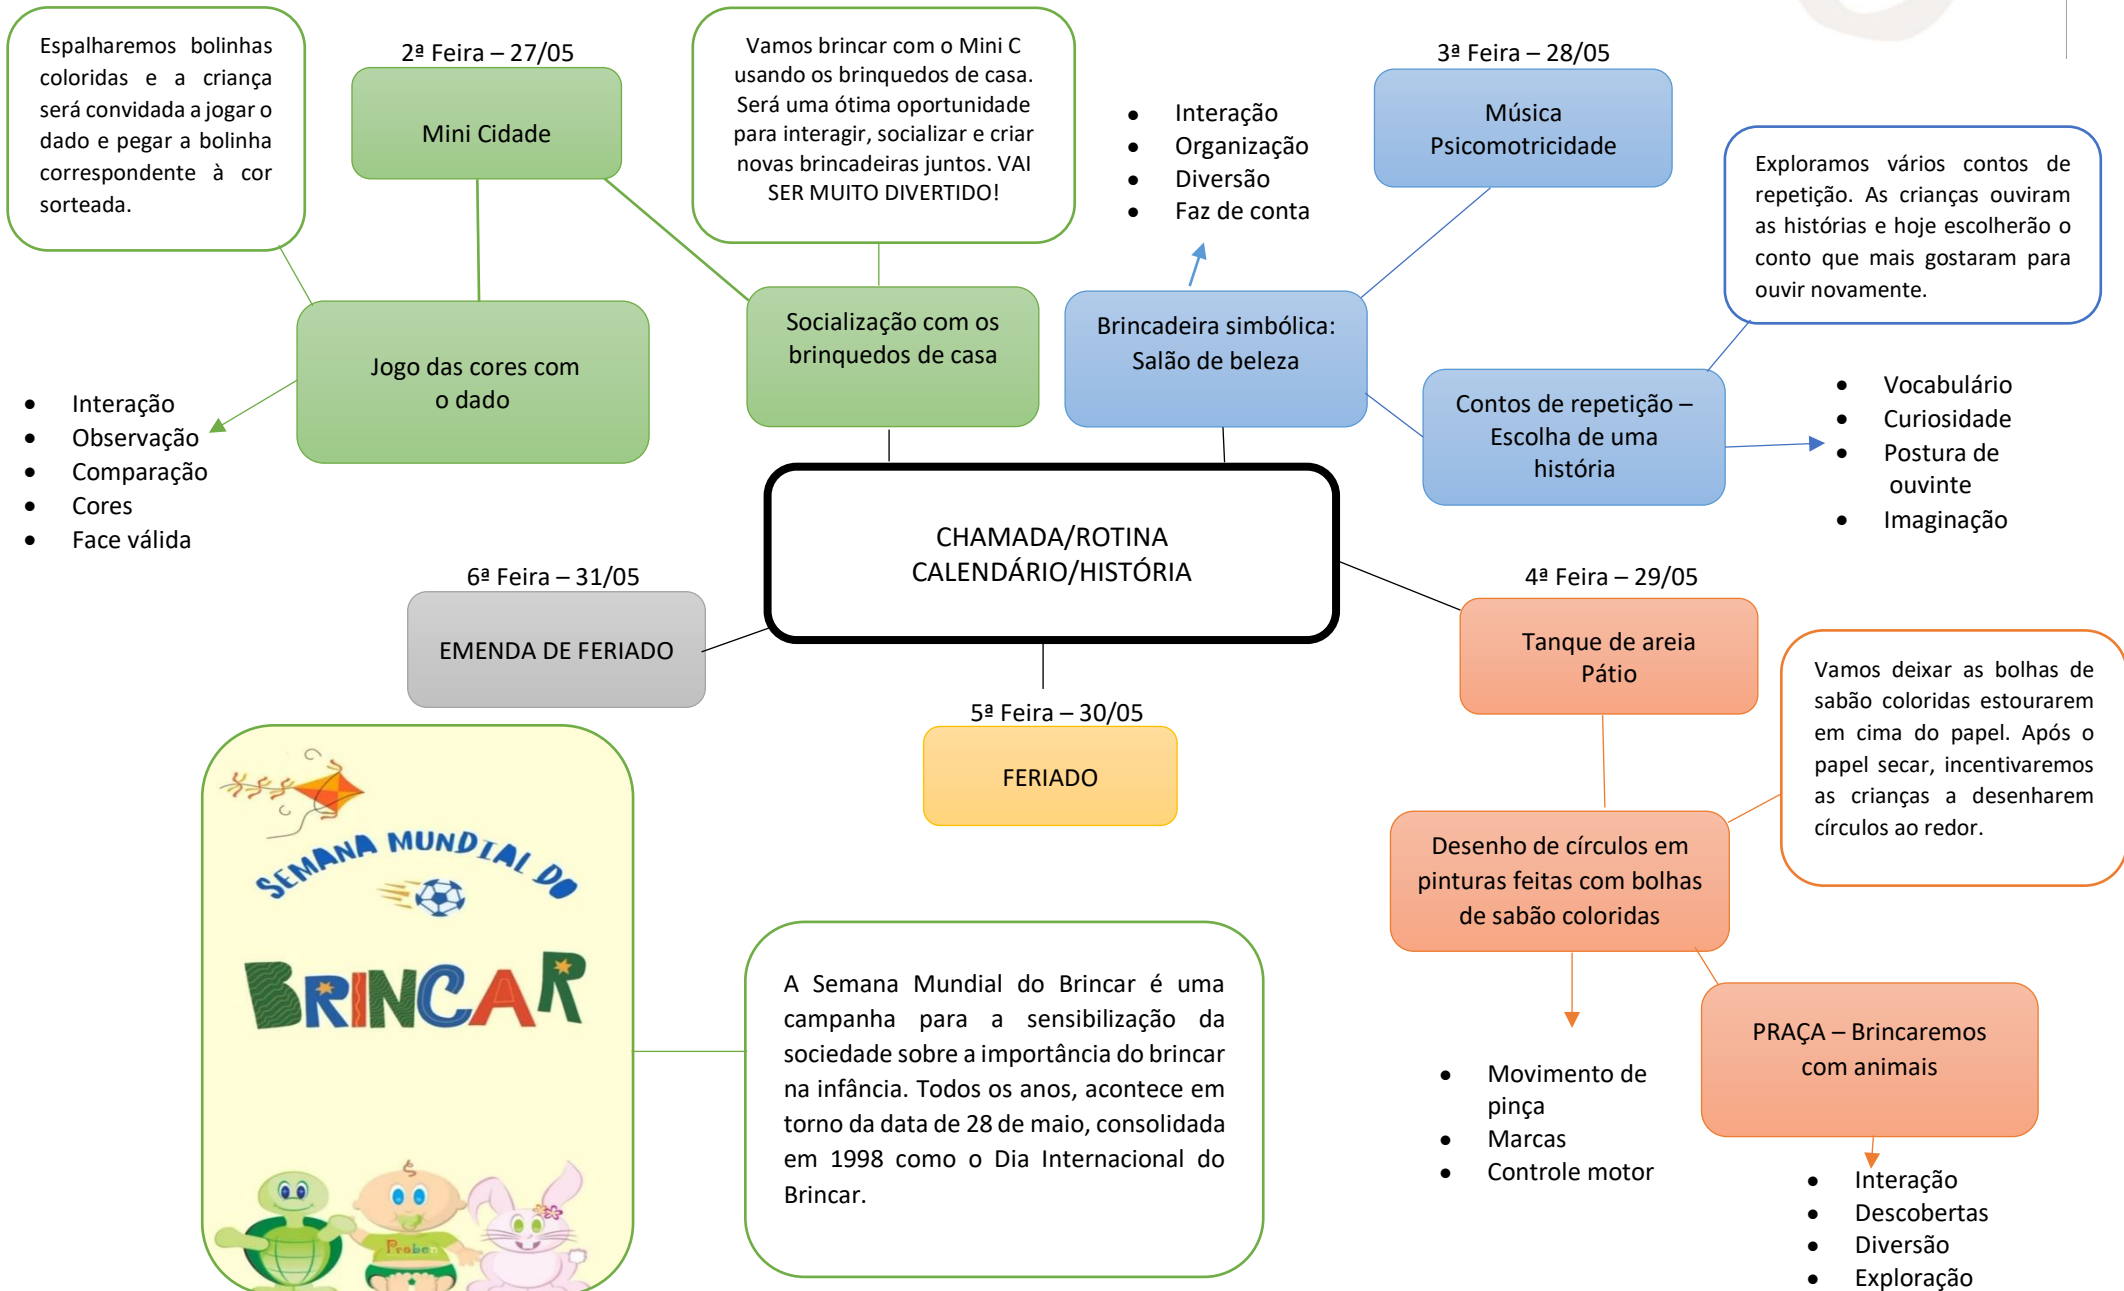 Espalharemos bolinhas
coloridas e a criança
será convidada a jogar o
dado e pegar a bolinha
correspondente à cor
sorteada.
2ª Feira – 27/05
Mini Cidade
Vamos brincar com o Mini C
usando os brinquedos de casa.
Será uma ótima oportunidade
para interagir, socializar e criar
novas brincadeiras juntos. VAI
SER MUITO DIVERTIDO!
Jogo das cores com
o dado
Socialização com os
brinquedos de casa
• Interação
• Observação
• Comparação
• Cores
• Face válida
3ª Feira – 28/05
Música
Psicomotricidade
• Interação
• Organização
• Diversão
• Faz de conta
Brincadeira simbólica:
Salão de beleza
Exploramos vários contos de
repetição. As crianças ouviram
as histórias e hoje escolherão o
conto que mais gostaram para
ouvir novamente.
Contos de repetição –
Escolha de uma
história
• Vocabulário
• Curiosidade
• Postura de
ouvinte
• Imaginação
CHAMADA/ROTINA
CALENDÁRIO/HISTÓRIA
4ª Feira – 29/05
Tanque de areia
Pátio
Vamos deixar as bolhas de
sabão coloridas estourarem
em cima do papel. Após o
papel secar, incentivaremos
as crianças a desenharem
círculos ao redor.
Desenho de círculos em
pinturas feitas com bolhas
de sabão coloridas
• Movimento de
pinça
• Marcas
• Controle motor
PRAÇA – Brincaremos
com animais
• Interação
• Descobertas
• Diversão
• Exploração
5ª Feira – 30/05
FERIADO
6ª Feira – 31/05
EMENDA DE FERIADO
SEMANA MUNDIAL DO
BRINCAR
Proben
A Semana Mundial do Brincar é uma
campanha para a sensibilização da
sociedade sobre a importância do brincar
na infância. Todos os anos, acontece em
torno da data de 28 de maio, consolidada
em 1998 como o Dia Internacional do
Brincar.